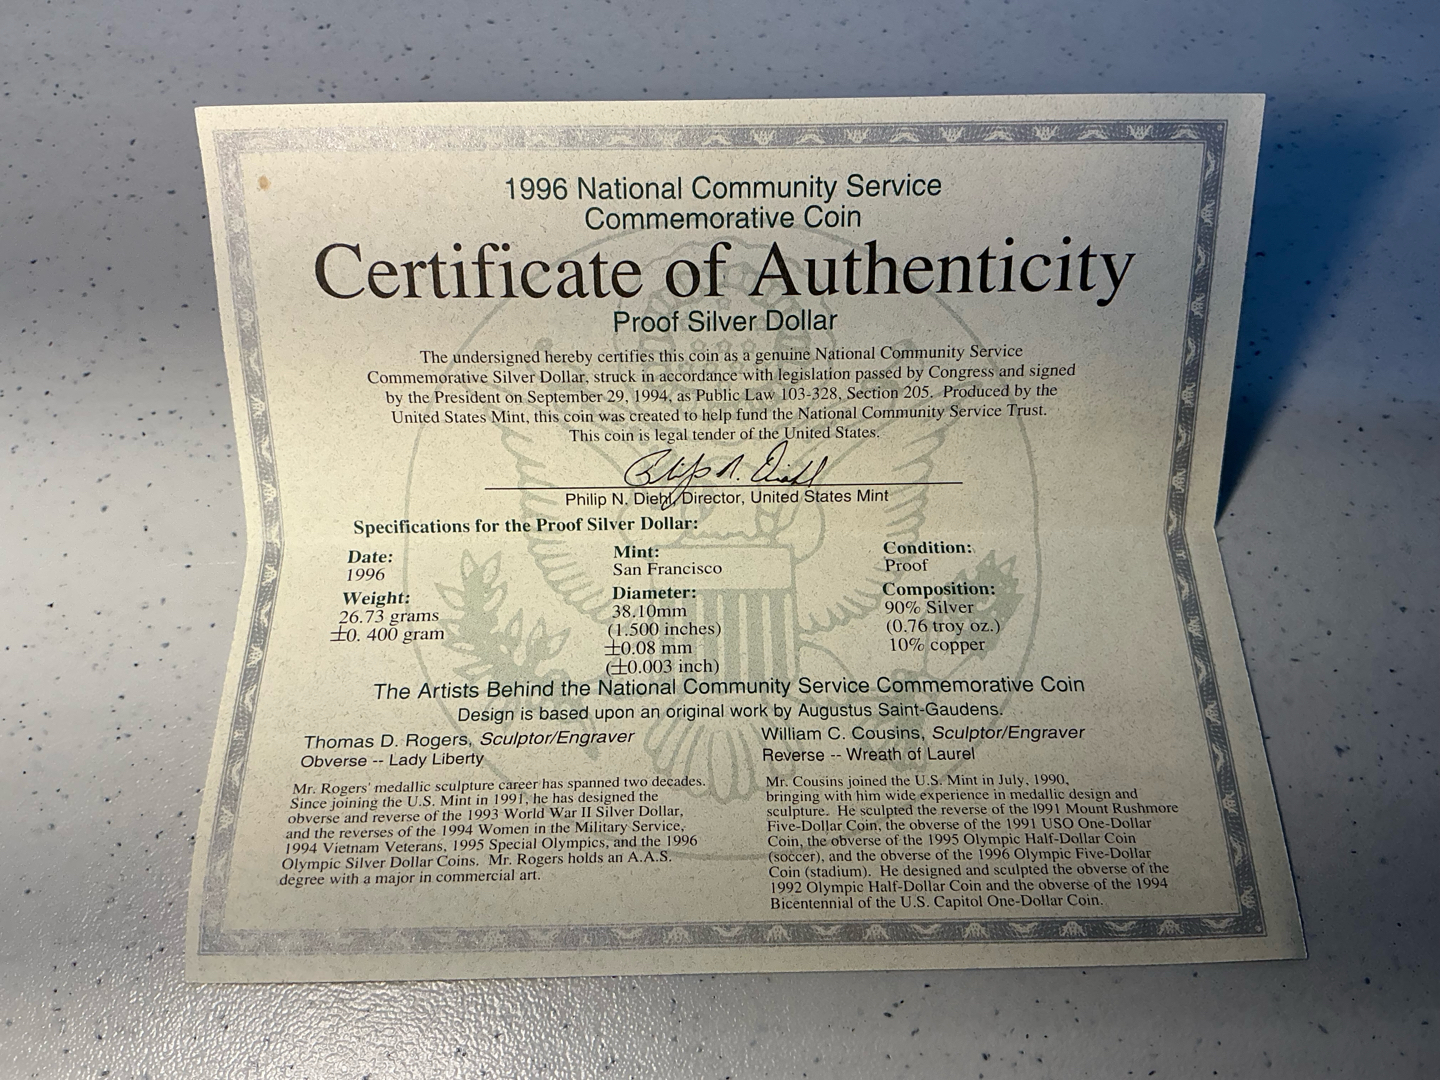 1996 National Community Service
Commemorative Coin
Certificate of Authenticity
Proof Silver Dollar
The undersigned hereby certifies this coin as a genuine National Community Service
Commemorative Silver Dollar, struck in accordance with legislation passed by Congress and signed
by the President on September 29, 1994, as Public Law 103-328, Section 205. Produced by the
United States Mint, this coin was created to help fund the National Community Service Trust.
This coin is legal tender of the United States.
Philip N. Diehl
Philip N. Diehl, Director, United States Mint
Specifications for the Proof Silver Dollar:
Date:
1996
Weight:
26.73 grams
±0. 400 gram
Mint:
San Francisco
Diameter:
38.10mm
(1.500 inches)
±0.08 mm
(±0.003 inch)
Condition:
Proof
Composition:
90% Silver
(0.76 troy oz.)
10% copper
The Artists Behind the National Community Service Commemorative Coin
Design is based upon an original work by Augustus Saint-Gaudens.
Thomas D. Rogers, Sculptor/Engraver
Obverse -- Lady Liberty
Mr. Rogers' medallic sculpture career has spanned two decades.
Since joining the U.S. Mint in 1991, he has designed the
obverse and reverse of the 1993 World War II Silver Dollar,
and the reverses of the 1994 Women in the Military Service,
1994 Vietnam Veterans, 1995 Special Olympics, and the 1996
Olympic Silver Dollar Coins. Mr. Rogers holds an A.A.S.
degree with a major in commercial art.
William C. Cousins, Sculptor/Engraver
Reverse -- Wreath of Laurel
Mr. Cousins joined the U.S. Mint in July, 1990,
bringing with him wide experience in medallic design and
sculpture. He sculpted the reverse of the 1991 Mount Rushmore
Five-Dollar Coin, the obverse of the 1991 USO One-Dollar
Coin, the obverse of the 1995 Olympic Half-Dollar Coin
(soccer), and the obverse of the 1996 Olympic Five-Dollar
Coin (stadium). He designed and sculpted the obverse of the
1992 Olympic Half-Dollar Coin and the obverse of the 1994
Bicentennial of the U.S. Capitol One-Dollar Coin.